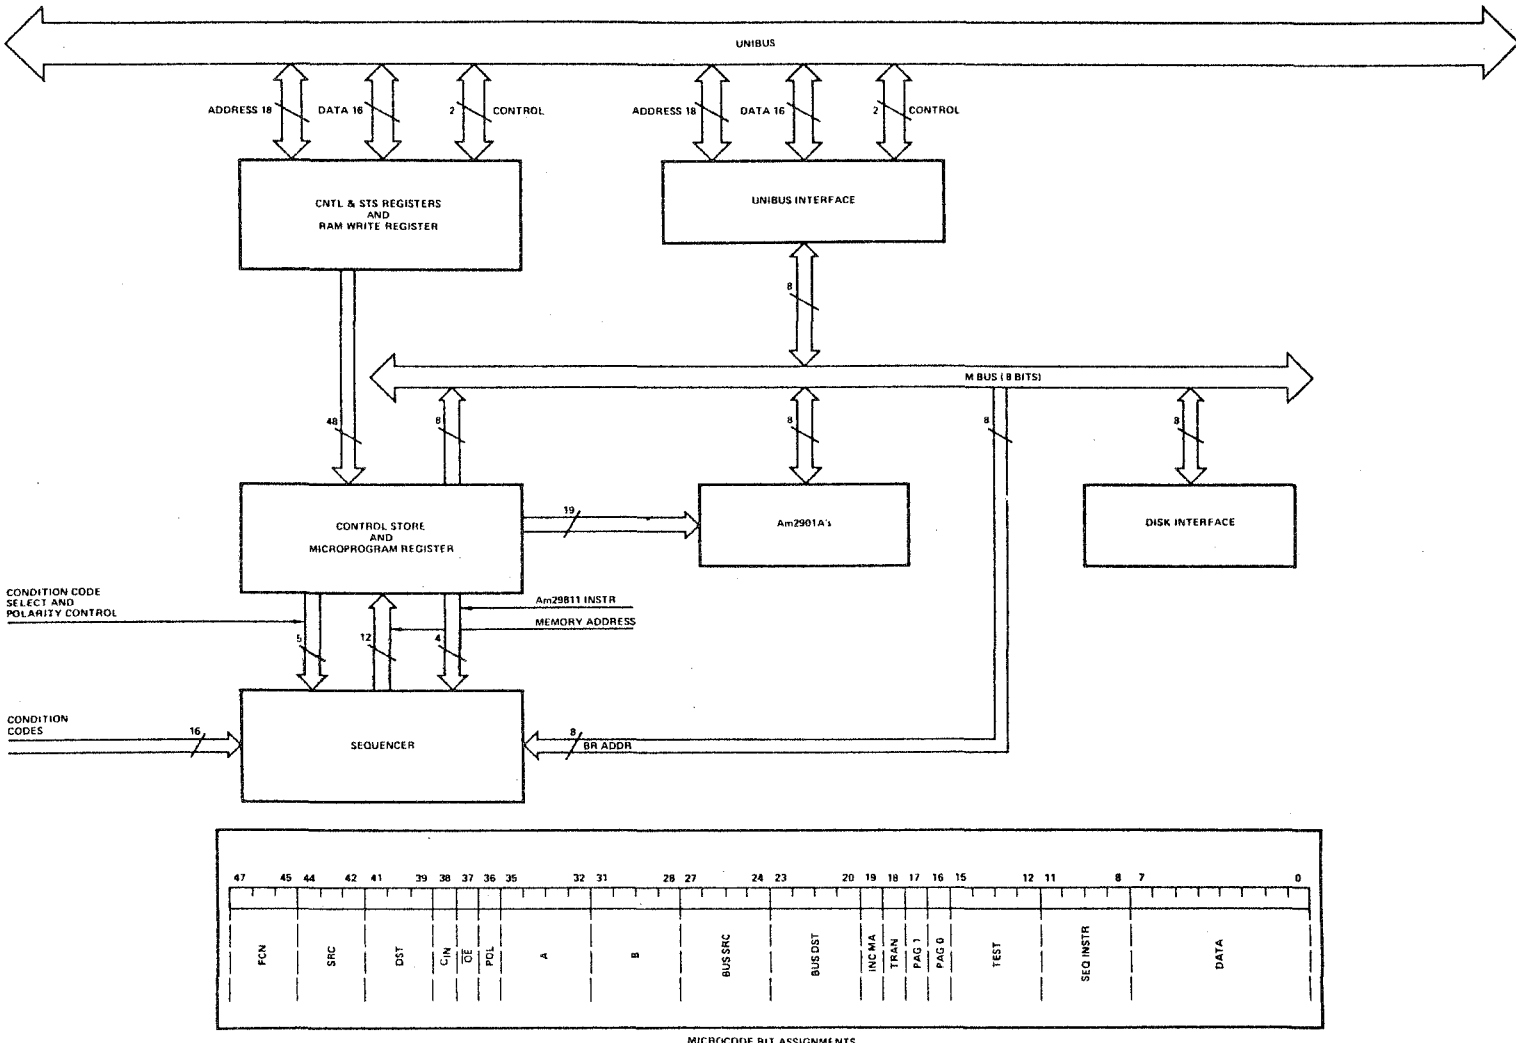 UNIBUS
ADDRESS 18
DATA 16
2
CONTROL
ADDRESS 18
DATA 16
2
CONTROL
CNTL & STS REGISTERS
AND
RAM WRITE REGISTER
UNIBUS INTERFACE
8
M BUS (8 BITS)
48
8
8
8
8
CONTROL STORE
AND
MICROPROGRAM REGISTER
19
Am2901A's
DISK INTERFACE
CONDITION CODE
SELECT AND
POLARITY CONTROL
Am29811 INSTR
MEMORY ADDRESS
5
12
4
CONDITION
CODES
16
SEQUENCER
8
BR ADDR
47 45 44 42 41 39 38 37 36 35 32 31 28 27 24 23 20 19 18 17 16 15 12 11 8 7 0
FCN
SRC
DST
CIN
OE
POL
A
B
BUS SRC
BUS DST
INC MA
TRAN
PAG 1
PAG 0
TEST
SEQ INSTR
DATA
MICROCODE BIT ASSIGNMENTS